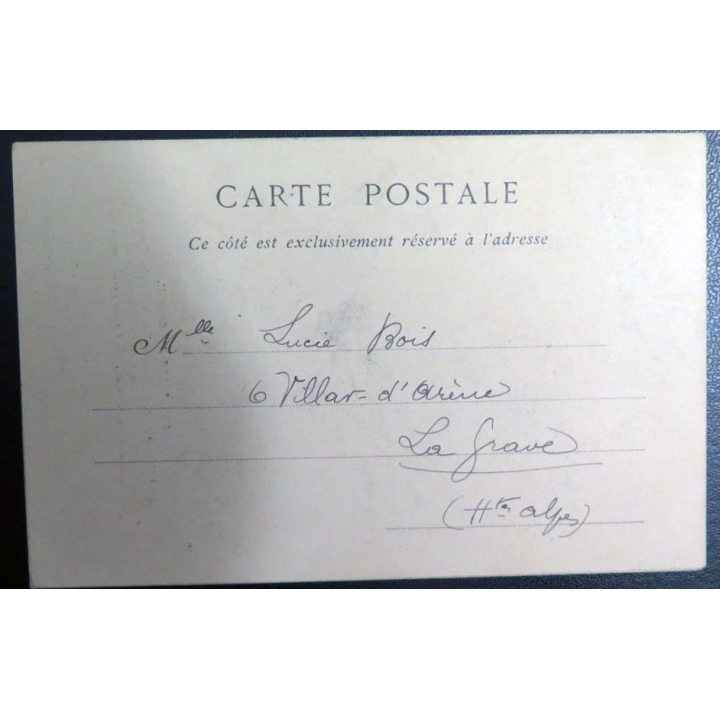 CARTE POSTALE
Ce côté est exclusivement réservé à l'adresse
Mlle Lucie Bois
6 Villar-d'arène
La Grave
(Htes alpes)